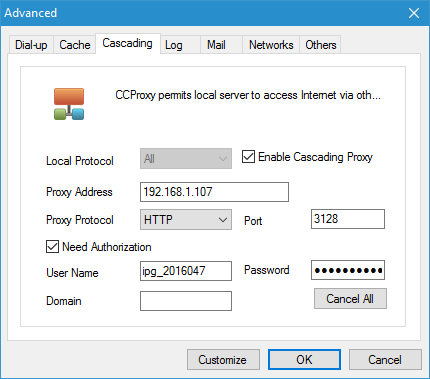 Advanced
Dial-up Cache Cascading Log Mail Networks Others
CCProxy permits local server to access Internet via oth...
Local Protocol All Enable Cascading Proxy
Proxy Address 192.168.1.107
Proxy Protocol HTTP Port 3128
Need Authorization
User Name ipg_2016047 Password ●●●●●●●●●●
Domain Cancel All
Customize OK Cancel